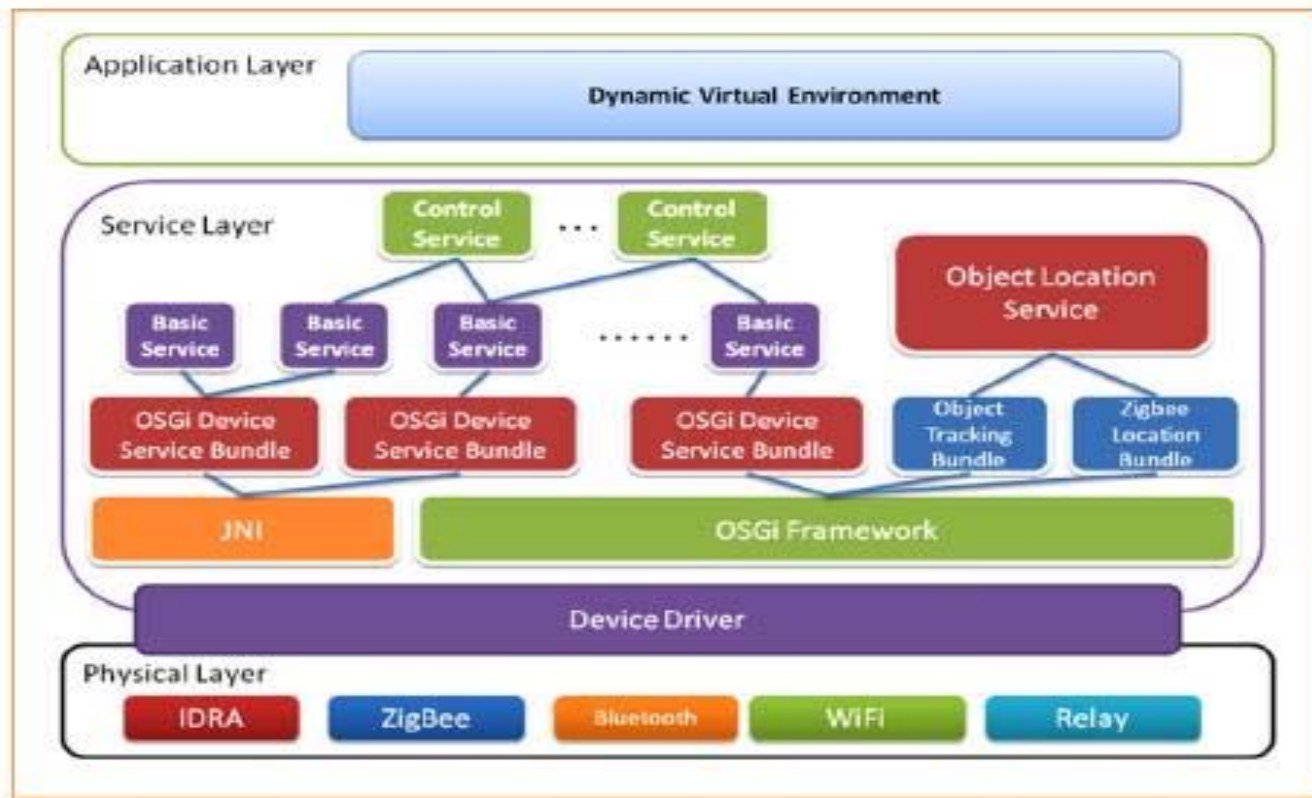 Application Layer
Dynamic Virtual Environment
Service Layer
Control
Service
...
Control
Service
Object Location
Service
Basic
Service
Basic
Service
Basic
Service
......
Basic
Service
OSGi Device
Service Bundle
OSGi Device
Service Bundle
OSGi Device
Service Bundle
Object
Tracking
Bundle
Zigbee
Location
Bundle
JNI
OSGi Framework
Device Driver
Physical Layer
IDRA
ZigBee
Bluetooth
WiFi
Relay